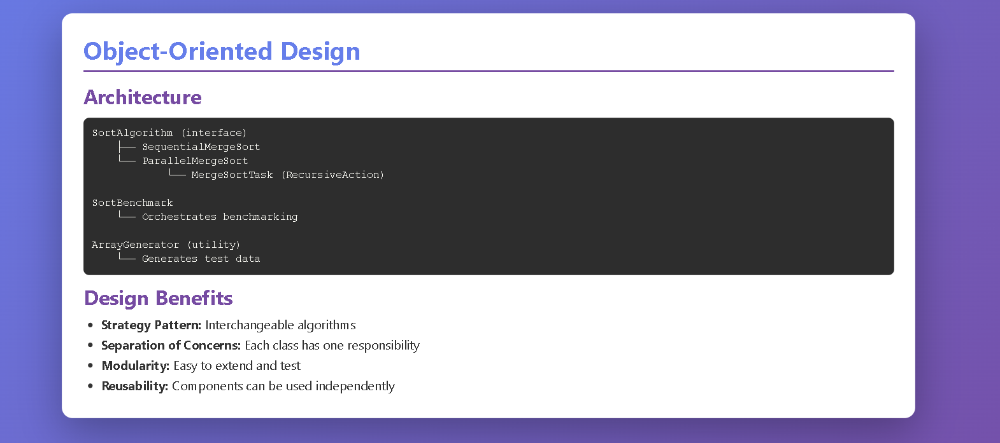 Object-Oriented Design
Architecture
SortAlgorithm (interface)
    ├── SequentialMergeSort
    └── ParallelMergeSort
            └── MergeSortTask (RecursiveAction)
SortBenchmark
    └── Orchestrates benchmarking
ArrayGenerator (utility)
    └── Generates test data
Design Benefits
• Strategy Pattern: Interchangeable algorithms
• Separation of Concerns: Each class has one responsibility
• Modularity: Easy to extend and test
• Reusability: Components can be used independently